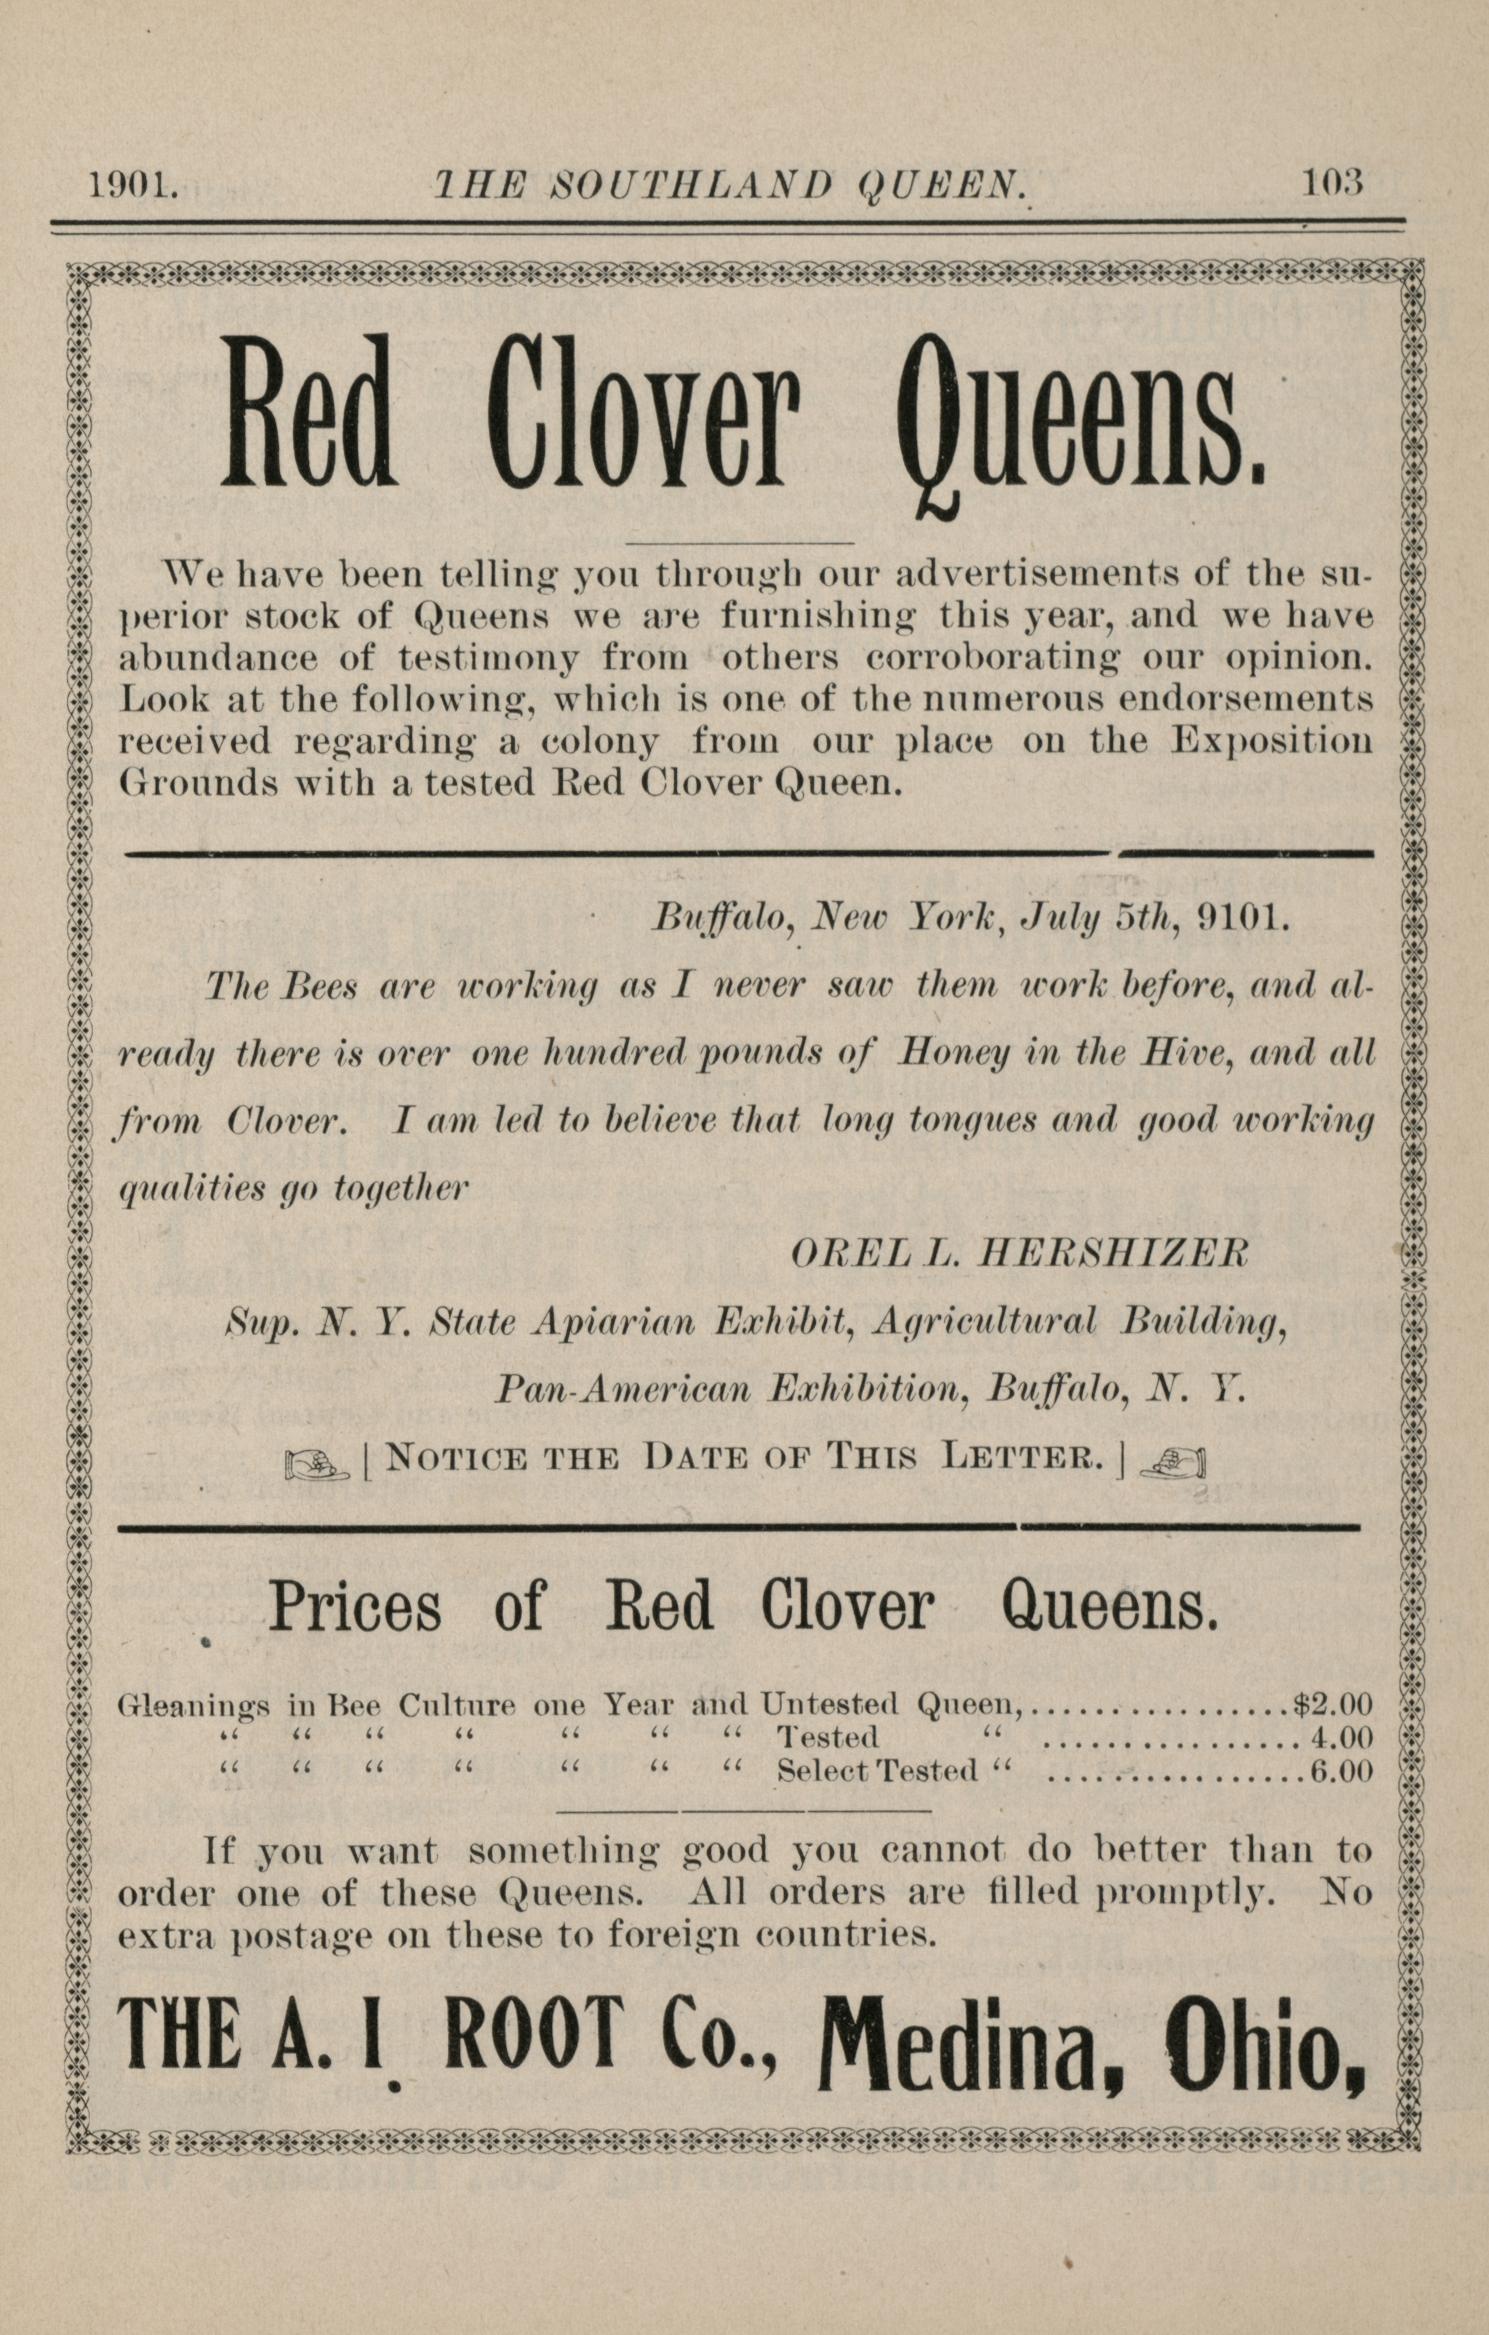 1901.   THE SOUTHLAND QUEEN.   103
Red Clover Queens.
We have been telling you through our advertisements of the su-
perior stock of Queens we are furnishing this year, and we have
abundance of testimony from others corroborating our opinion.
Look at the following, which is one of the numerous endorsements
received regarding a colony from our place on the Exposition
Grounds with a tested Red Clover Queen.
Buffalo, New York, July 5th, 9101.
The Bees are working as I never saw them work before, and al-
ready there is over one hundred pounds of Honey in the Hive, and all
from Clover. I am led to believe that long tongues and good working
qualities go together
OREL L. HERSHIZER
Sup. N. Y. State Apiarian Exhibit, Agricultural Building,
Pan-American Exhibition, Buffalo, N. Y.
[ NOTICE THE DATE OF THIS LETTER. ]
Prices of Red Clover Queens.
Gleanings in Bee Culture one Year and Untested Queen,.................$2.00
“ “ “ “ “ “ “ Tested “ .................4.00
“ “ “ “ “ “ “ Select Tested “ .................6.00
If you want something good you cannot do better than to
order one of these Queens. All orders are filled promptly. No
extra postage on these to foreign countries.
THE A. I. ROOT Co., Medina, Ohio,